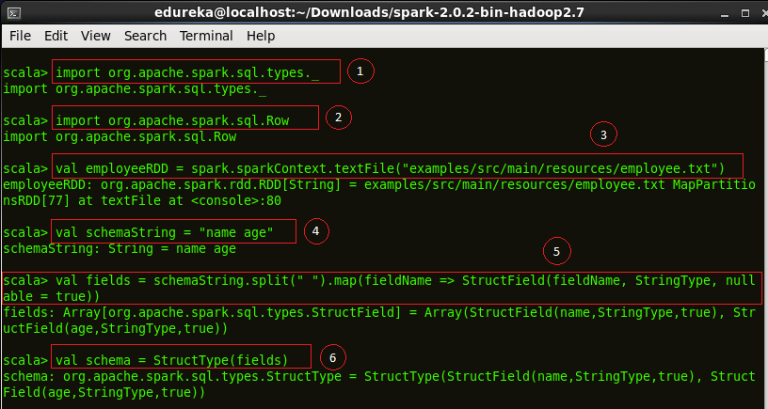 edureka@localhost:~/Downloads/spark-2.0.2-bin-hadoop2.7
File Edit View Search Terminal Help
scala> import org.apache.spark.sql.types._ 1
import org.apache.spark.sql.types._
scala> import org.apache.spark.sql.Row 2
import org.apache.spark.sql.Row
3
scala> val employeeRDD = spark.sparkContext.textFile("examples/src/main/resources/employee.txt")
employeeRDD: org.apache.spark.rdd.RDD[String] = examples/src/main/resources/employee.txt MapPartitio
nsRDD[77] at textFile at <console>:80
scala> val schemaString = "name age" 4
schemaString: String = name age
5
scala> val fields = schemaString.split(" ").map(fieldName => StructField(fieldName, StringType, null
able = true))
fields: Array[org.apache.spark.sql.types.StructField] = Array(StructField(name,StringType,true), Str
uctField(age,StringType,true))
scala> val schema = StructType(fields) 6
schema: org.apache.spark.sql.types.StructType = StructType(StructField(name,StringType,true), Struct
Field(age,StringType,true))